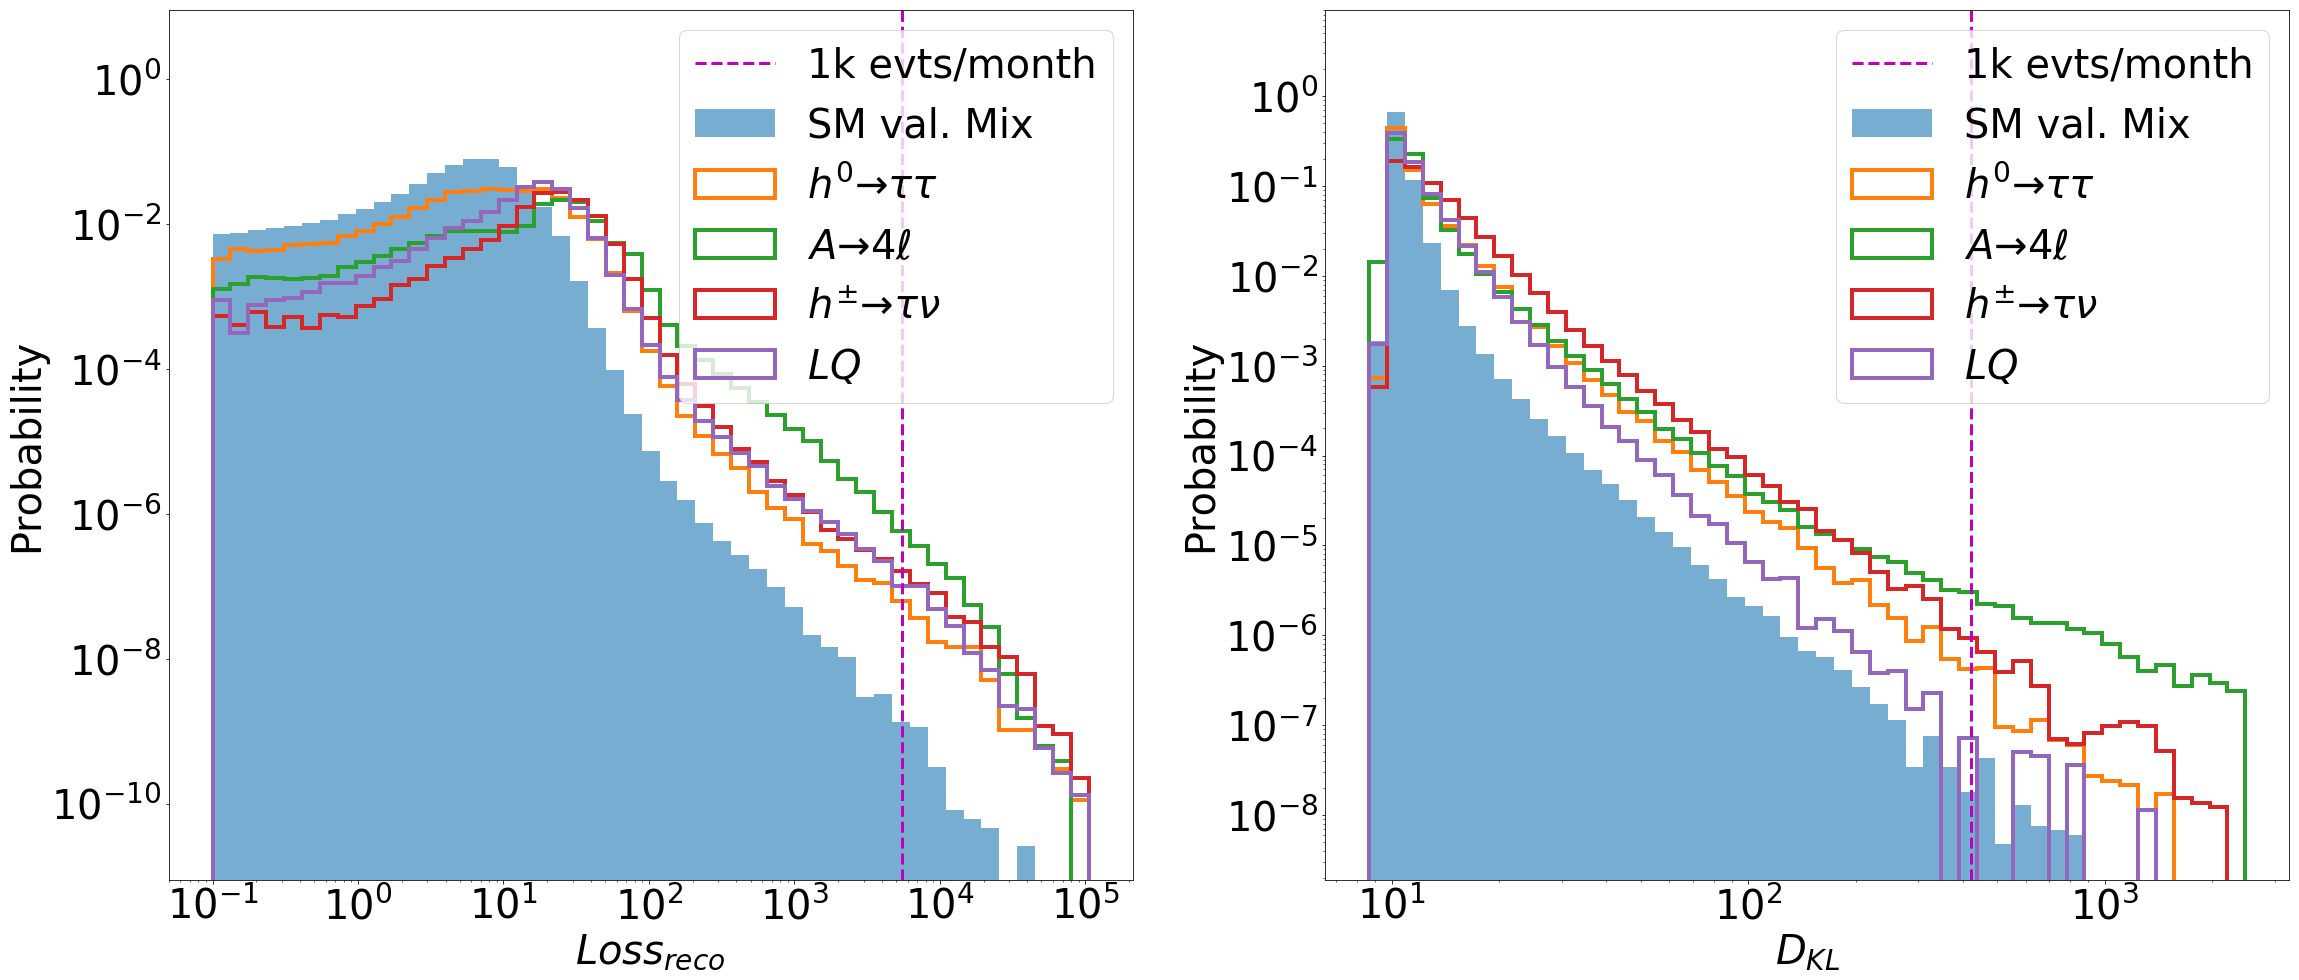 Probability
10⁰
10⁻²
10⁻⁴
10⁻⁶
10⁻⁸
10⁻¹⁰
1k evts/month
SM val. Mix
h⁰→ττ
A→4ℓ
h±→τν
LQ
10⁻¹ 10⁰ 10¹ 10² 10³ 10⁴ 10⁵
Loss_reco
Probability
10⁰
10⁻¹
10⁻²
10⁻³
10⁻⁴
10⁻⁵
10⁻⁶
10⁻⁷
10⁻⁸
1k evts/month
SM val. Mix
h⁰→ττ
A→4ℓ
h±→τν
LQ
10¹ 10² 10³
D_KL